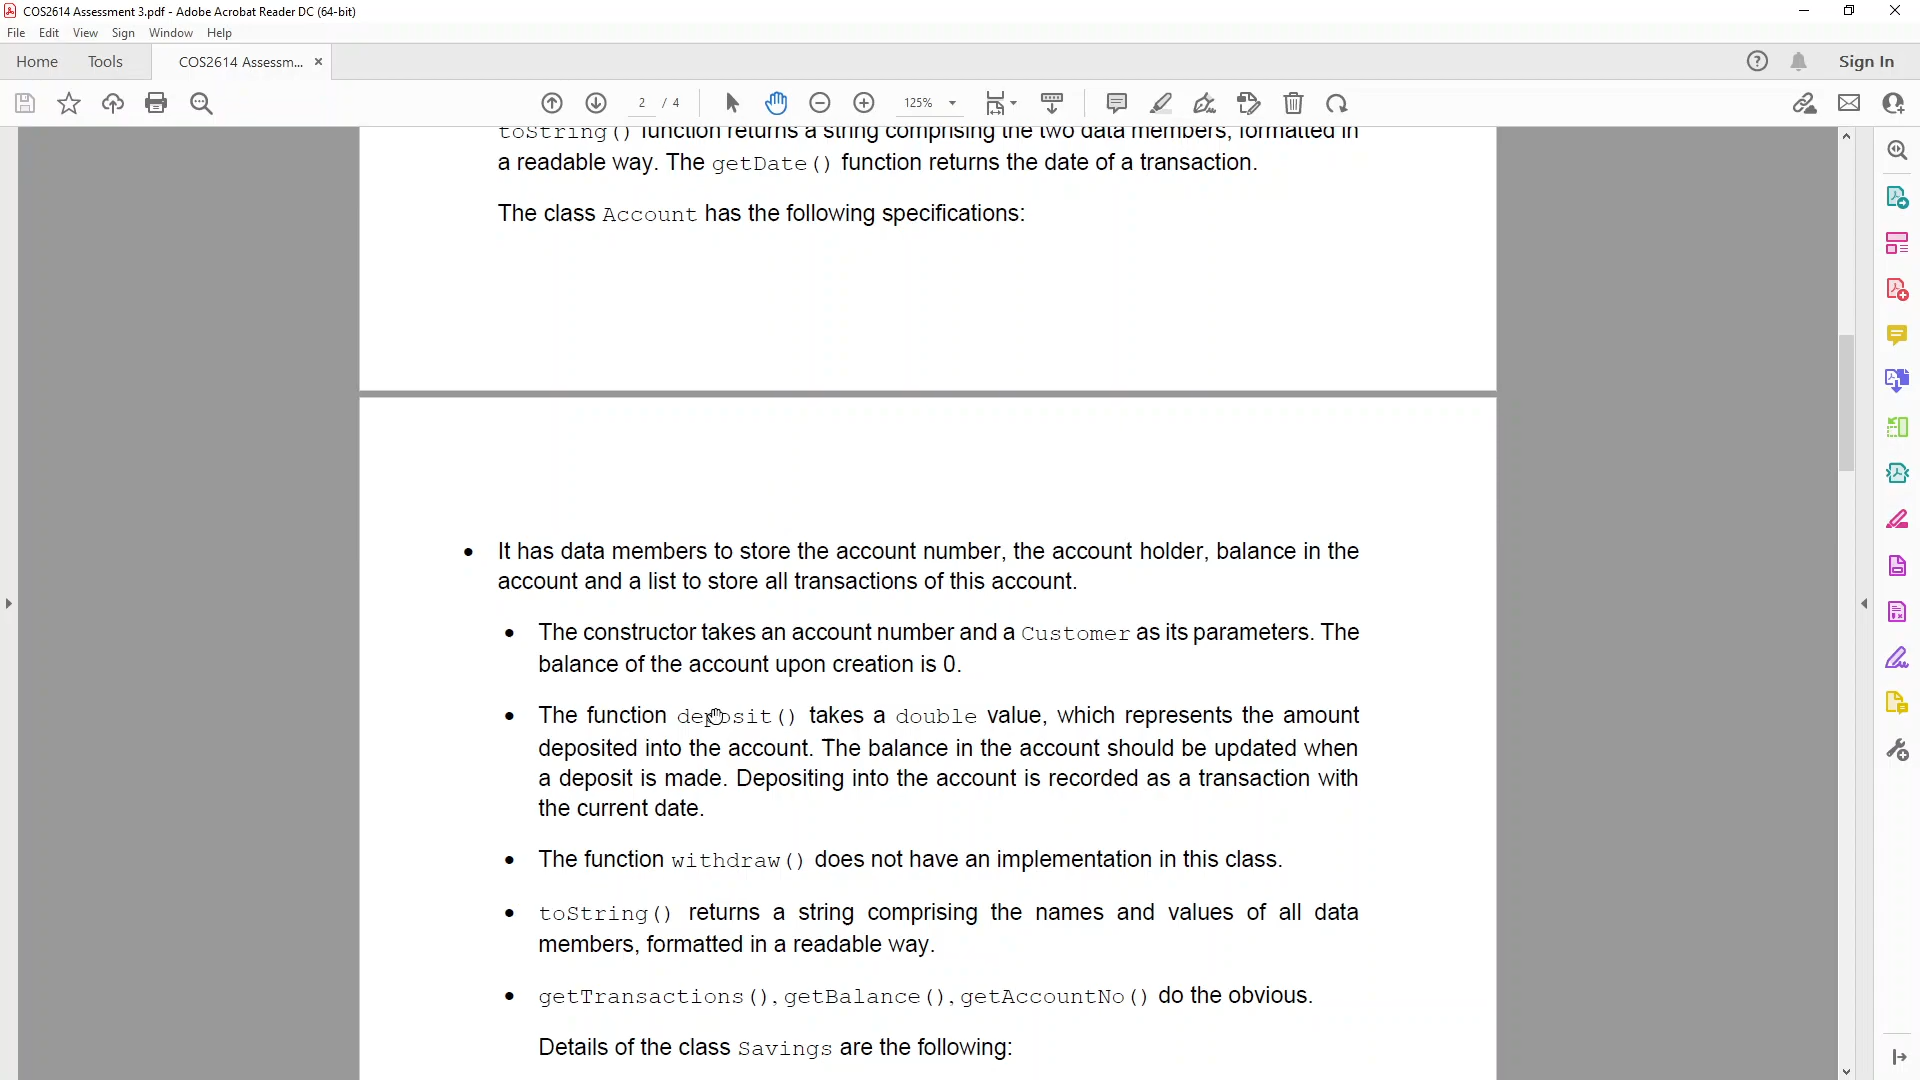 COS2614 Assessment 3.pdf - Adobe Acrobat Reader DC (64-bit)
File Edit View Sign Window Help
Home Tools COS2614 Assessm... ×
Sign In
2 / 4 125%
toString() function returns a string comprising the two data members, formatted in
a readable way. The getDate() function returns the date of a transaction.
The class Account has the following specifications:
• It has data members to store the account number, the account holder, balance in the
account and a list to store all transactions of this account.
• The constructor takes an account number and a Customer as its parameters. The
balance of the account upon creation is 0.
• The function deposit() takes a double value, which represents the amount
deposited into the account. The balance in the account should be updated when
a deposit is made. Depositing into the account is recorded as a transaction with
the current date.
• The function withdraw() does not have an implementation in this class.
• toString() returns a string comprising the names and values of all data
members, formatted in a readable way.
• getTransactions(), getBalance(), getAccountNo() do the obvious.
Details of the class Savings are the following: